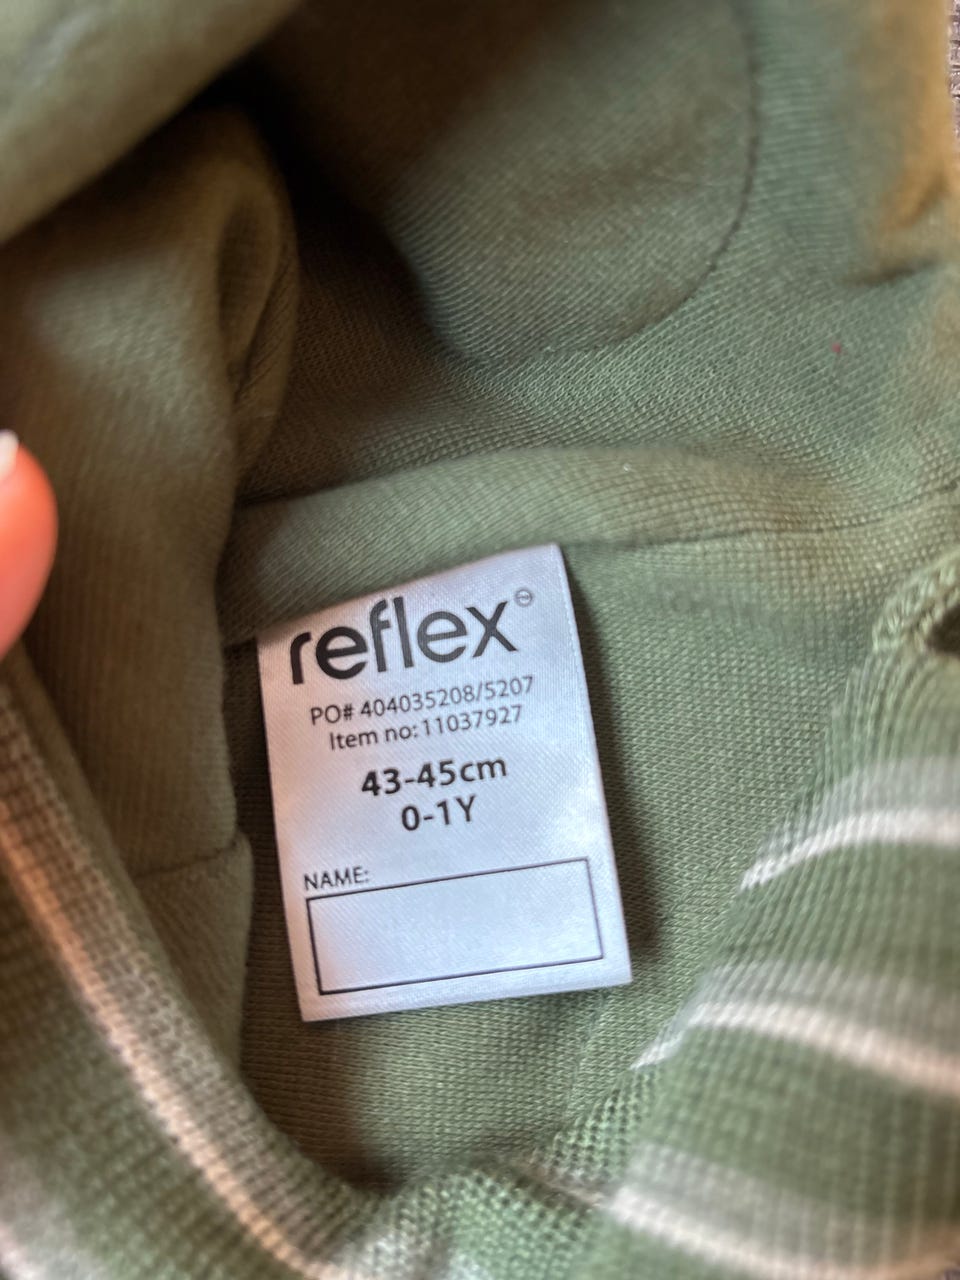 reflex
PO# 404035208/5207
Item no: 11037927
43-45cm
0-1Y
NAME: